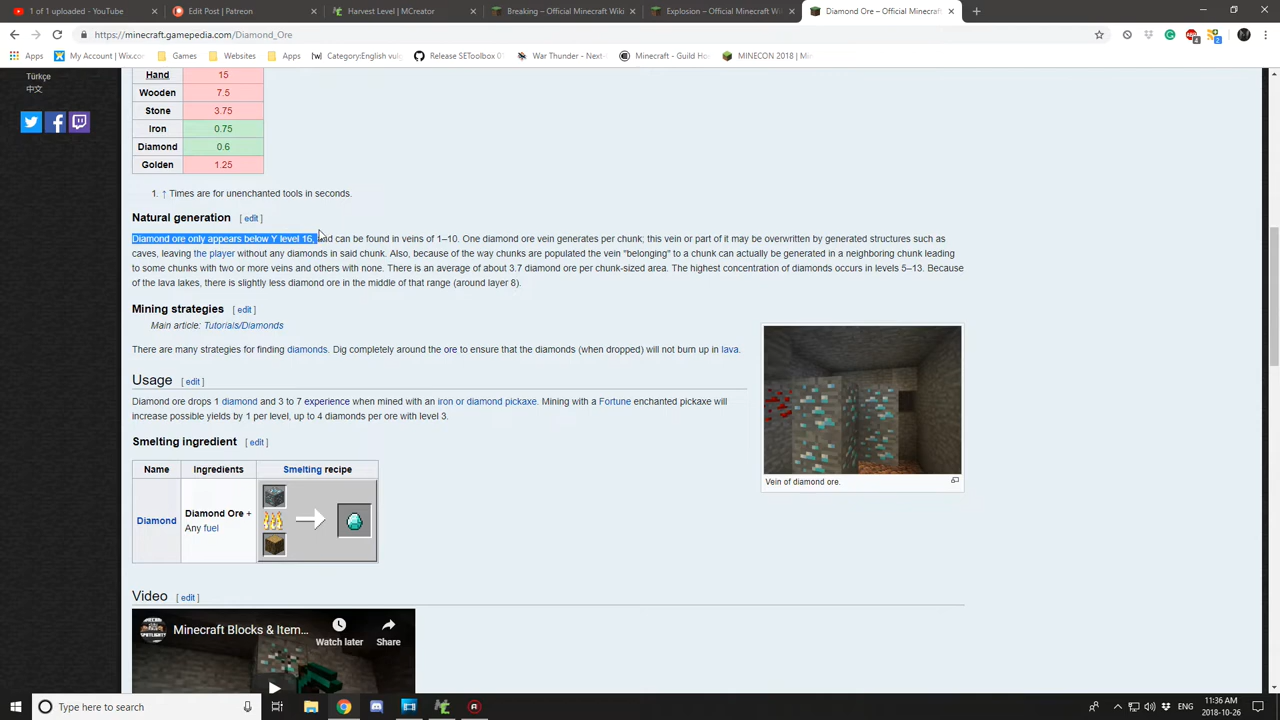 1 of 1 uploaded - YouTube
Edit Post | Patreon
Harvest Level | MCreator
Breaking – Official Minecraft Wiki
Explosion – Official Minecraft Wi
Diamond Ore – Official Minecraft
https://minecraft.gamepedia.com/Diamond_Ore
Apps
My Account | Wix.co
Games
Websites
Apps
Category:English vulg
Release SEToolbox 01
War Thunder - Next-
Minecraft - Guild Ho
MINECON 2018 | Min
Türkçe
中文
Hand 15
Wooden 7.5
Stone 3.75
Iron 0.75
Diamond 0.6
Golden 1.25
1. ↑ Times are for unenchanted tools in seconds.
Natural generation [ edit ]
Diamond ore only appears below Y level 16, and can be found in veins of 1–10. One diamond ore vein generates per chunk; this vein or part of it may be overwritten by generated structures such as
caves, leaving the player without any diamonds in said chunk. Also, because of the way chunks are populated the vein "belonging" to a chunk can actually be generated in a neighboring chunk leading
to some chunks with two or more veins and others with none. There is an average of about 3.7 diamond ore per chunk-sized area. The highest concentration of diamonds occurs in levels 5–13. Because
of the lava lakes, there is slightly less diamond ore in the middle of that range (around layer 8).
Mining strategies [ edit ]
Main article: Tutorials/Diamonds
There are many strategies for finding diamonds. Dig completely around the ore to ensure that the diamonds (when dropped) will not burn up in lava.
Vein of diamond ore.
Usage [ edit ]
Diamond ore drops 1 diamond and 3 to 7 experience when mined with an iron or diamond pickaxe. Mining with a Fortune enchanted pickaxe will
increase possible yields by 1 per level, up to 4 diamonds per ore with level 3.
Smelting ingredient [ edit ]
Name Ingredients Smelting recipe
Diamond
Diamond Ore +
Any fuel
Video [ edit ]
Minecraft Blocks & Item...
Watch later
Share
Type here to search
ENG
11:36 AM
2018-10-26